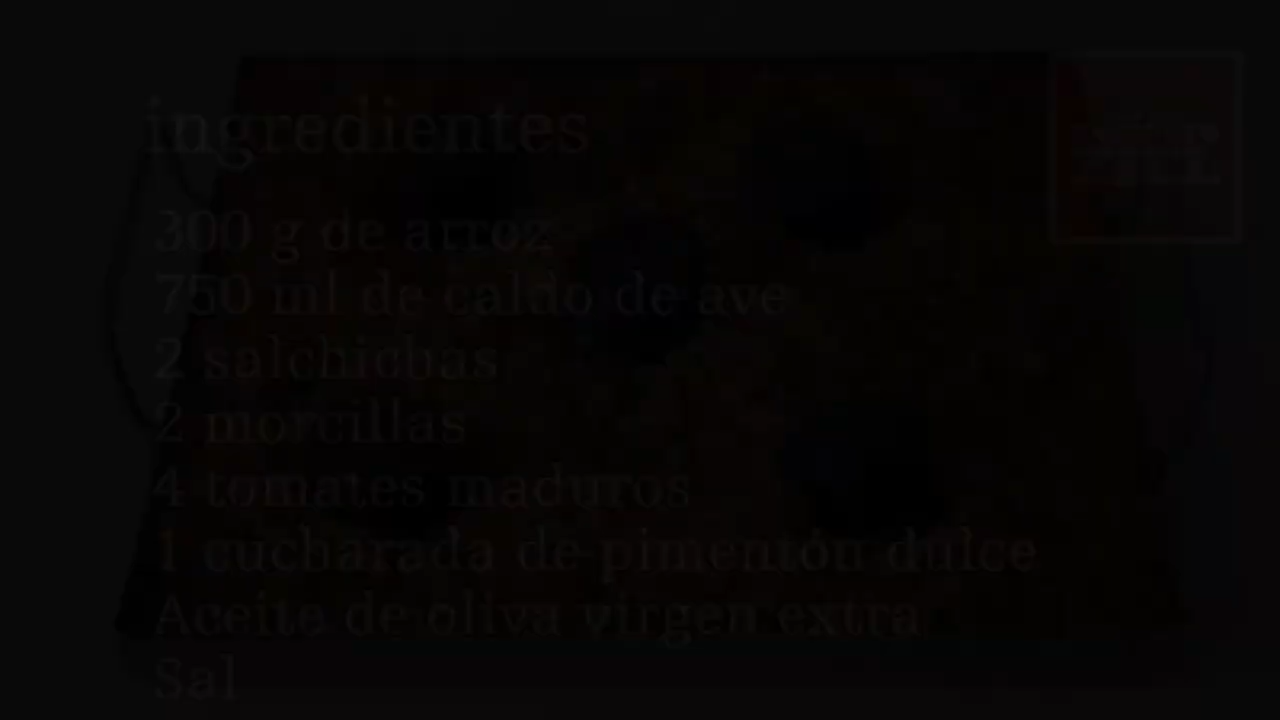 ingredientes
300 g de arroz
750 ml de caldo de ave
2 salchichas
2 morcillas
4 tomates maduros
1 cucharada de pimentón dulce
Aceite de oliva virgen extra
Sal